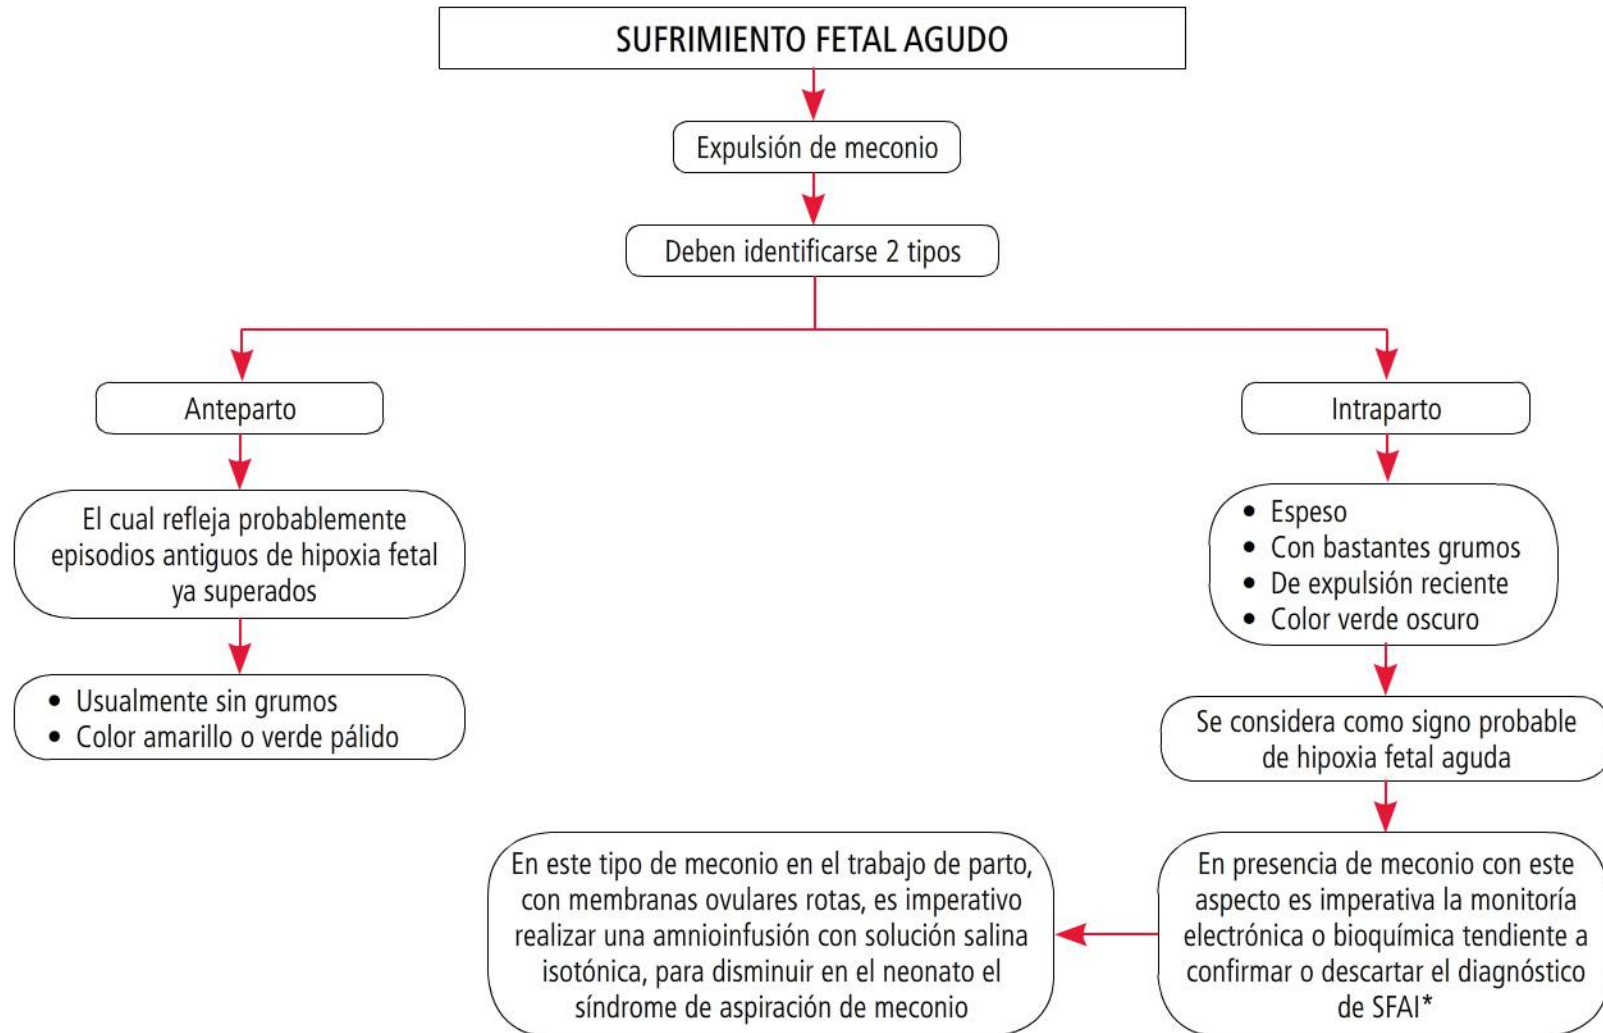 SUFRIMIENTO FETAL AGUDO
Expulsión de meconio
Deben identificarse 2 tipos
Anteparto
El cual refleja probablemente
episodios antiguos de hipoxia fetal
ya superados
• Usualmente sin grumos
• Color amarillo o verde pálido
Intraparto
• Espeso
• Con bastantes grumos
• De expulsión reciente
• Color verde oscuro
Se considera como signo probable
de hipoxia fetal aguda
En presencia de meconio con este
aspecto es imperativa la monitoría
electrónica o bioquímica tendiente a
confirmar o descartar el diagnóstico
de SFAI*
En este tipo de meconio en el trabajo de parto,
con membranas ovulares rotas, es imperativo
realizar una amnioinfusión con solución salina
isotónica, para disminuir en el neonato el
síndrome de aspiración de meconio